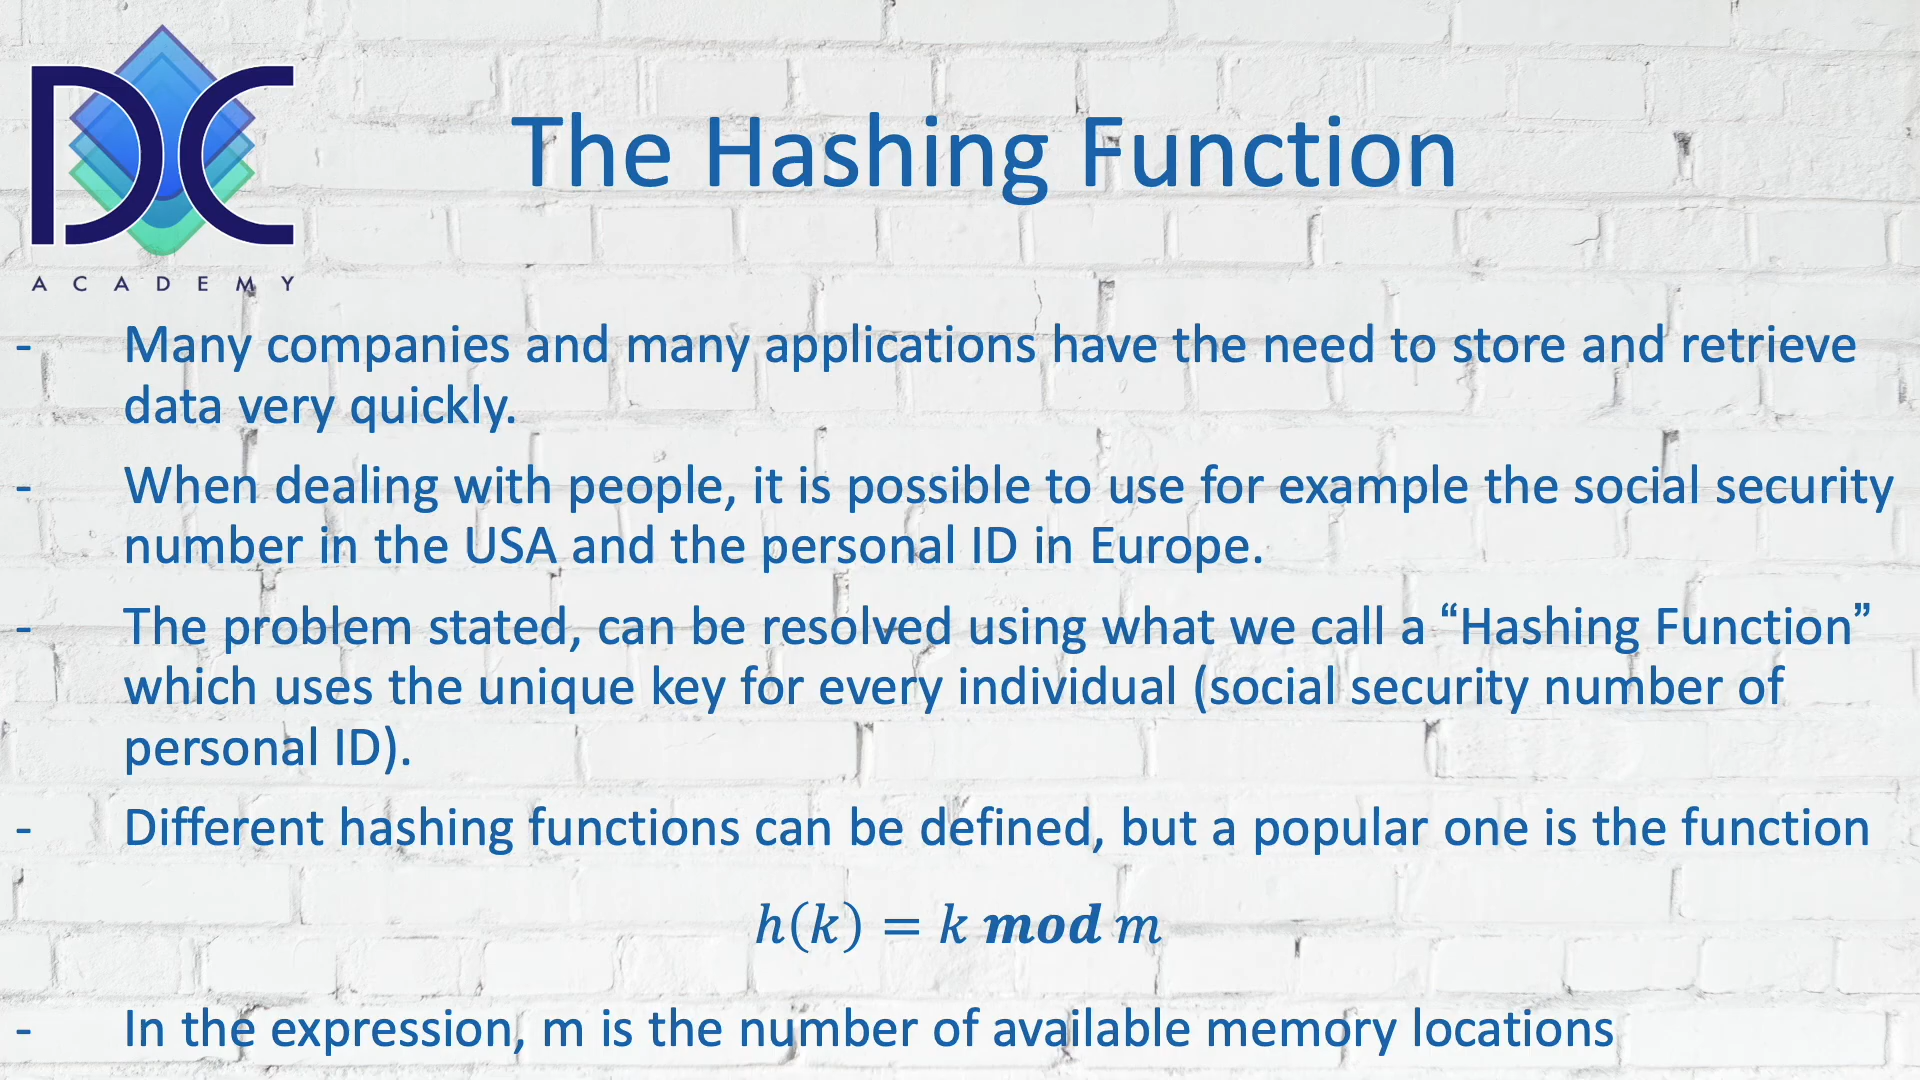 DC
ACADEMY
The Hashing Function
- Many companies and many applications have the need to store and retrieve
data very quickly.
- When dealing with people, it is possible to use for example the social security
number in the USA and the personal ID in Europe.
- The problem stated, can be resolved using what we call a “Hashing Function”
which uses the unique key for every individual (social security number of
personal ID).
- Different hashing functions can be defined, but a popular one is the function
h(k) = k mod m
- In the expression, m is the number of available memory locations